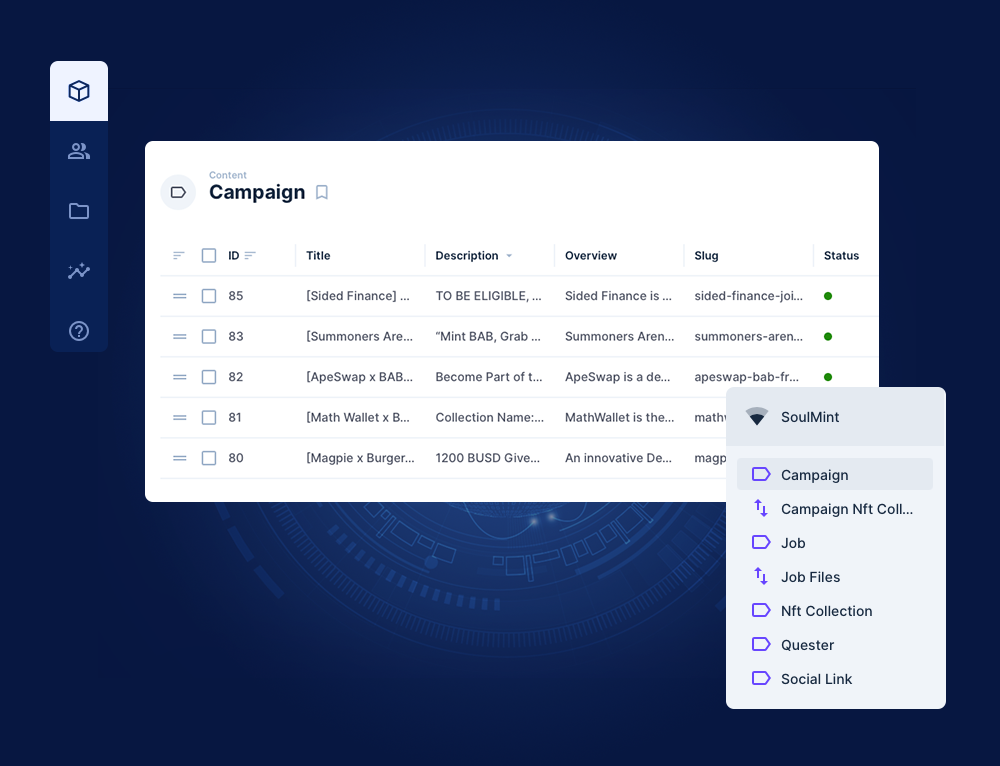 Content
Campaign
ID Title Description Overview Slug Status
85 [Sided Finance] ... TO BE ELIGIBLE, ... Sided Finance is ... sided-finance-joi...
83 [Summoners Are... “Mint BAB, Grab ... Summoners Aren... summoners-aren...
82 [ApeSwap x BAB... Become Part of t... ApeSwap is a de... apeswap-bab-fr...
81 [Math Wallet x B... Collection Name:... MathWallet is the... math
80 [Magpie x Burger... 1200 BUSD Give... An innovative De... magp
SoulMint
Campaign
Campaign Nft Coll...
Job
Job Files
Nft Collection
Quester
Social Link